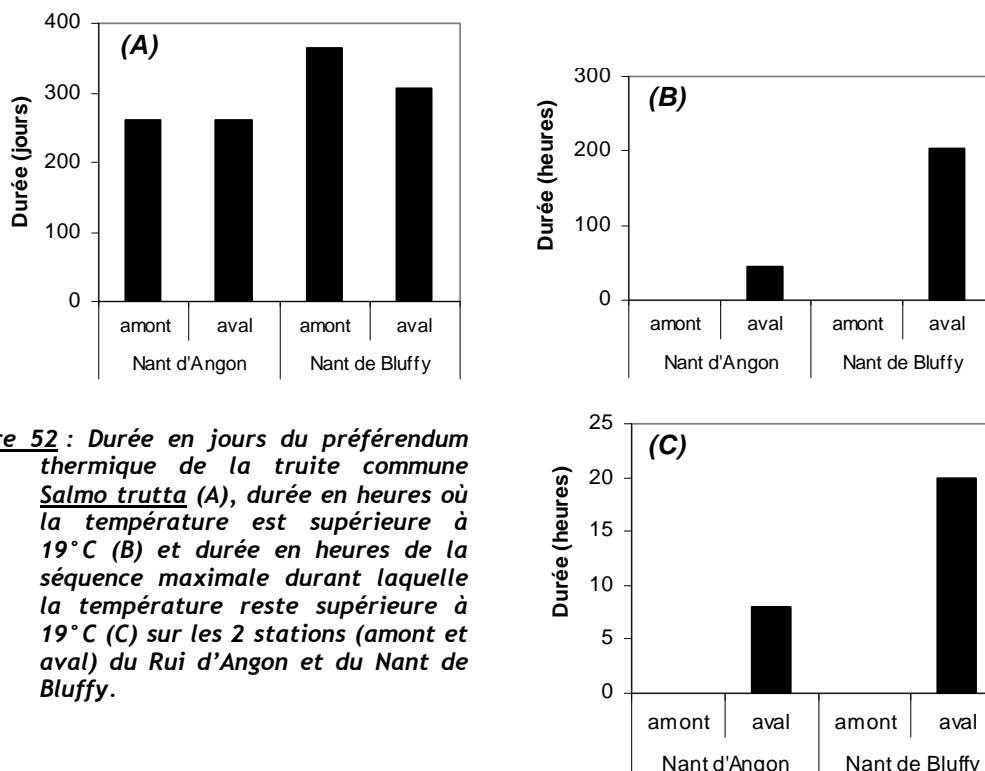 (A)
Durée (jours)
400
300
200
100
0
amont aval amont aval
Nant d'Angon Nant de Bluffy
(B)
Durée (heures)
300
200
100
0
amont aval amont aval
Nant d'Angon Nant de Bluffy
re 52 : Durée en jours du préférendum
thermique de la truite commune
Salmo trutta (A), durée en heures où
la température est supérieure à
19°C (B) et durée en heures de la
séquence maximale durant laquelle
la température reste supérieure à
19°C (C) sur les 2 stations (amont et
aval) du Rui d'Angon et du Nant de
Bluffy.
(C)
Durée (heures)
25
20
15
10
5
0
amont aval amont aval
Nant d'Angon Nant de Bluffy